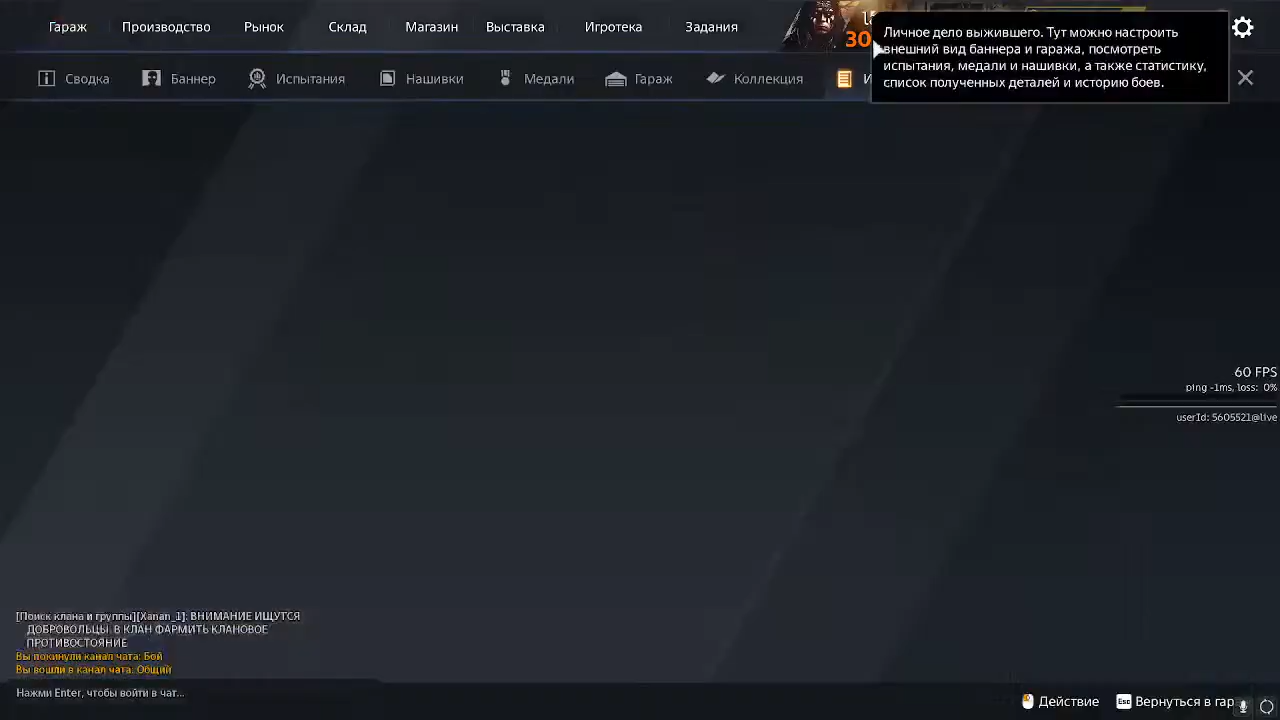 Гараж Производство Рынок Склад Магазин Выставка Игротека Задания
30
Личное дело выжившего. Тут можно настроить
внешний вид баннера и гаража, посмотреть
испытания, медали и нашивки, а также статистику,
список полученных деталей и историю боев.
Сводка Баннер Испытания Нашивки Медали Гараж Коллекция
60 FPS
ping -1ms, loss: 0%
userId: 5605521@live
[Поиск клана и группы][Xanan_1]: ВНИМАНИЕ ИЩУТСЯ
ДОБРОВОЛЬЦЫ В КЛАН ФАРМИТЬ КЛАНОВОЕ
ПРОТИВОСТОЯНИЕ
Вы покинули канал чата: Бой
Вы вошли в канал чата: Общий
Нажми Enter, чтобы войти в чат...
Действие Esc Вернуться в гар